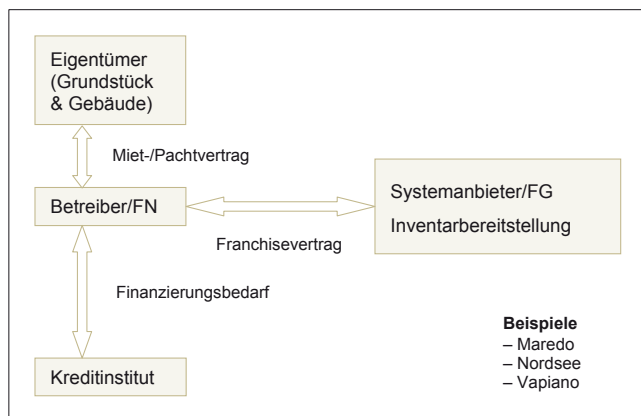 Eigentümer
(Grundstück
& Gebäude)
Miet-/Pachtvertrag
Betreiber/FN
Systemanbieter/FG
Inventarbereitstellung
Franchisevertrag
Finanzierungsbedarf
Kreditinstitut
Beispiele
– Maredo
– Nordsee
– Vapiano